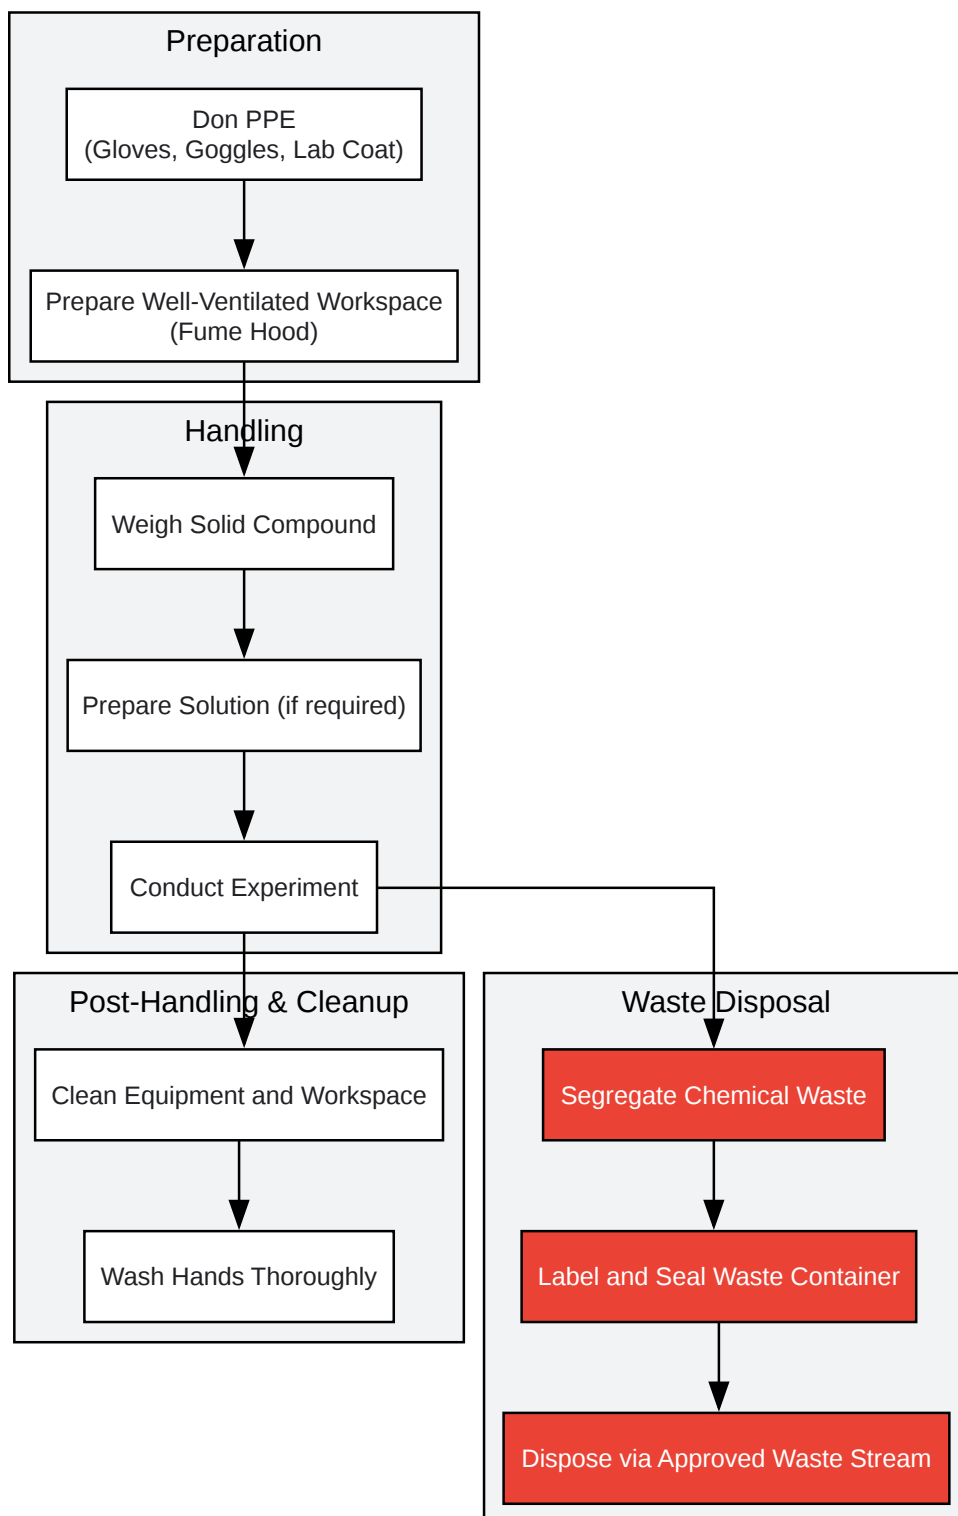 Preparation
Don PPE
(Gloves, Goggles, Lab Coat)
Prepare Well-Ventilated Workspace
(Fume Hood)
Handling
Weigh Solid Compound
Prepare Solution (if required)
Conduct Experiment
Post-Handling & Cleanup
Clean Equipment and Workspace
Wash Hands Thoroughly
Waste Disposal
Segregate Chemical Waste
Label and Seal Waste Container
Dispose via Approved Waste Stream